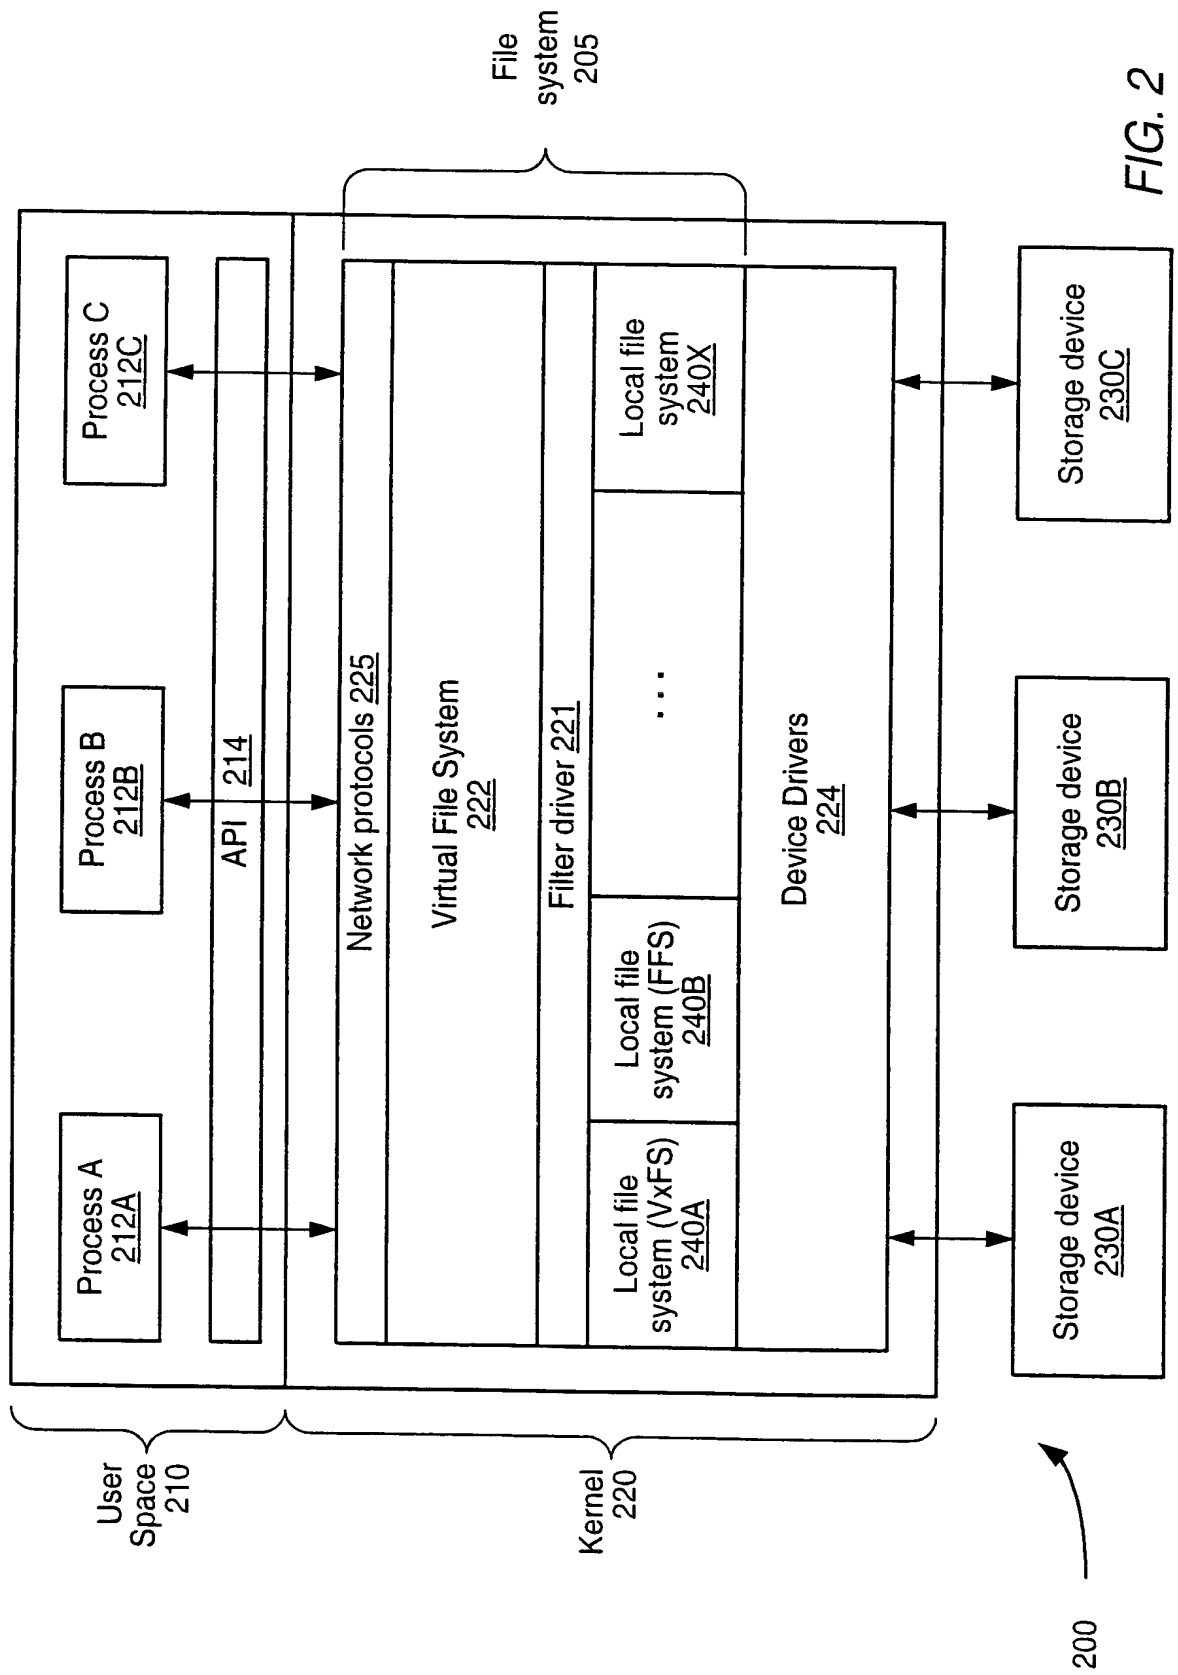 User
Space
210
Process A
212A
Process B
212B
Process C
212C
API 214
Kernel
220
Network protocols 225
Virtual File System
222
Filter driver 221
Local file
system (VxFS)
240A
Local file
system (FFS)
240B
...
Local file
system
240X
Device Drivers
224
File
system
205
Storage device
230A
Storage device
230B
Storage device
230C
200
FIG. 2